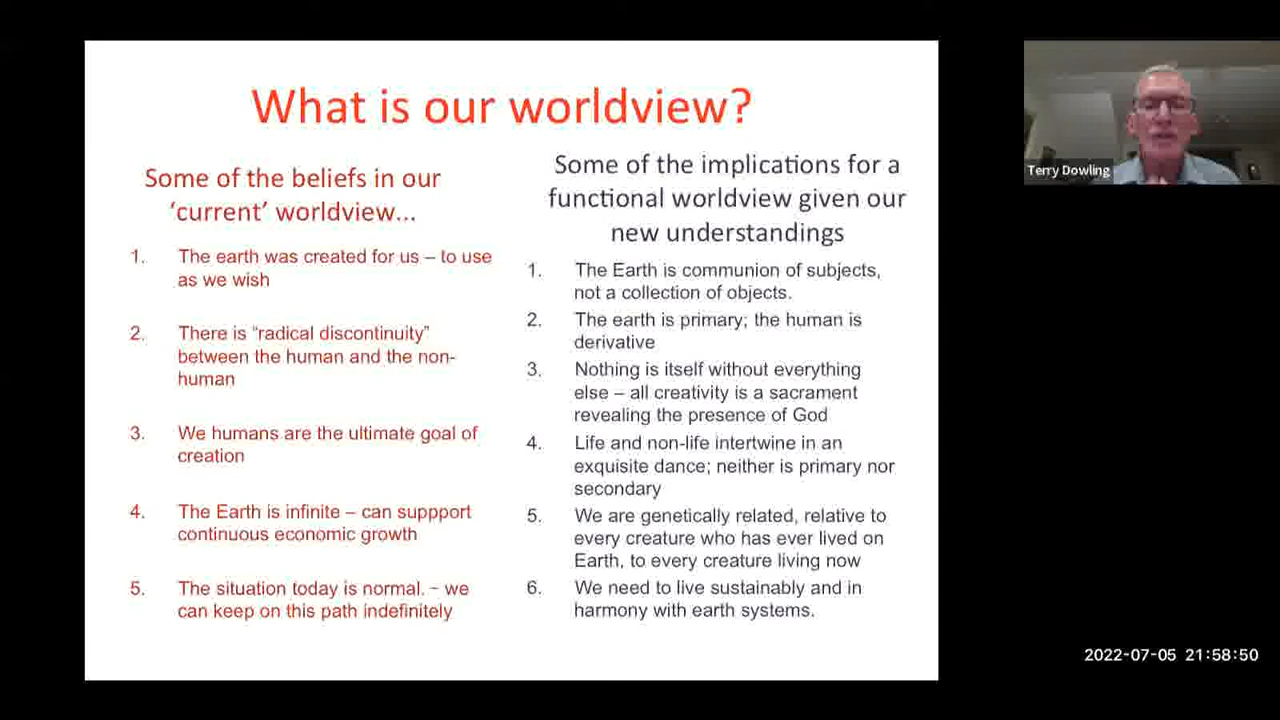 What is our worldview?
Some of the beliefs in our
‘current’ worldview...
1. The earth was created for us – to use
as we wish
2. There is “radical discontinuity”
between the human and the non-
human
3. We humans are the ultimate goal of
creation
4. The Earth is infinite – can suppport
continuous economic growth
5. The situation today is normal. – we
can keep on this path indefinitely
Some of the implications for a
functional worldview given our
new understandings
1. The Earth is communion of subjects,
not a collection of objects.
2. The earth is primary; the human is
derivative
3. Nothing is itself without everything
else – all creativity is a sacrament
revealing the presence of God
4. Life and non-life intertwine in an
exquisite dance; neither is primary nor
secondary
5. We are genetically related, relative to
every creature who has ever lived on
Earth, to every creature living now
6. We need to live sustainably and in
harmony with earth systems.
Terry Dowling
2022-07-05 21:58:50